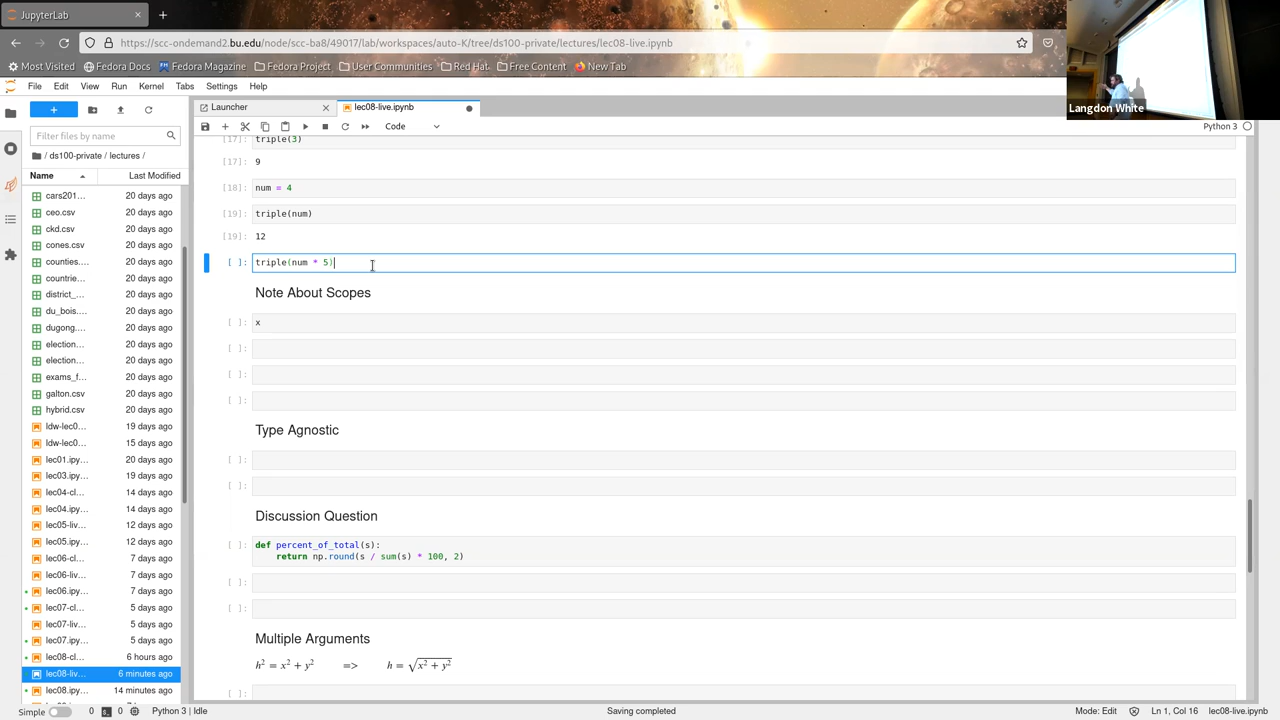 JupyterLab
https://scc-ondemand2.bu.edu/node/scc-ba8/49017/lab/workspaces/auto-K/tree/ds100-private/lectures/lec08-live.ipynb
Most Visited
Fedora Docs
Fedora Magazine
Fedora Project
User Communities
Red Hat
Free Content
New Tab
Langdon White
File Edit View Run Kernel Tabs Settings Help
Launcher
lec08-live.ipynb
Code
Python 3
Filter files by name
/ ds100-private / lectures /
Name Last Modified
cars201… 20 days ago
ceo.csv 20 days ago
ckd.csv 20 days ago
cones.csv 20 days ago
counties.… 20 days ago
countrie… 20 days ago
district_… 20 days ago
du_bois.… 20 days ago
dugong.… 20 days ago
election… 20 days ago
election… 20 days ago
exams_f… 20 days ago
galton.csv 20 days ago
hybrid.csv 20 days ago
ldw-lec0… 19 days ago
ldw-lec0… 15 days ago
lec01.ipy… 20 days ago
lec03.ipy… 19 days ago
lec04-cl… 14 days ago
lec04.ipy… 14 days ago
lec05-liv… 12 days ago
lec05.ipy… 12 days ago
lec06-cl… 7 days ago
lec06-liv… 7 days ago
lec06.ipy… 7 days ago
lec07-cl… 5 days ago
lec07-liv… 5 days ago
lec07.ipy… 5 days ago
lec08-cl… 6 hours ago
lec08-liv… 6 minutes ago
lec08.ipy… 14 minutes ago
[17]: triple(3)
[17]: 9
[18]: num = 4
[19]: triple(num)
[19]: 12
[ ]: triple(num * 5)
Note About Scopes
[ ]: x
[ ]:
[ ]:
[ ]:
Type Agnostic
[ ]:
[ ]:
Discussion Question
[ ]: def percent_of_total(s):
return np.round(s / sum(s) * 100, 2)
[ ]:
[ ]:
Multiple Arguments
h² = x² + y² => h = √x² + y²
[ ]:
Simple 0 0 Python 3 | Idle Saving completed Mode: Edit Ln 1, Col 16 lec08-live.ipynb